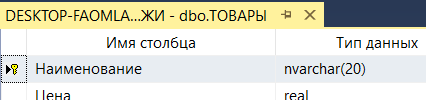 DESKTOP-FAOMLA...ЖИ - dbo.ТОВАРЫ
Имя столбца Тип данных
Наименование nvarchar(20)
Цена real